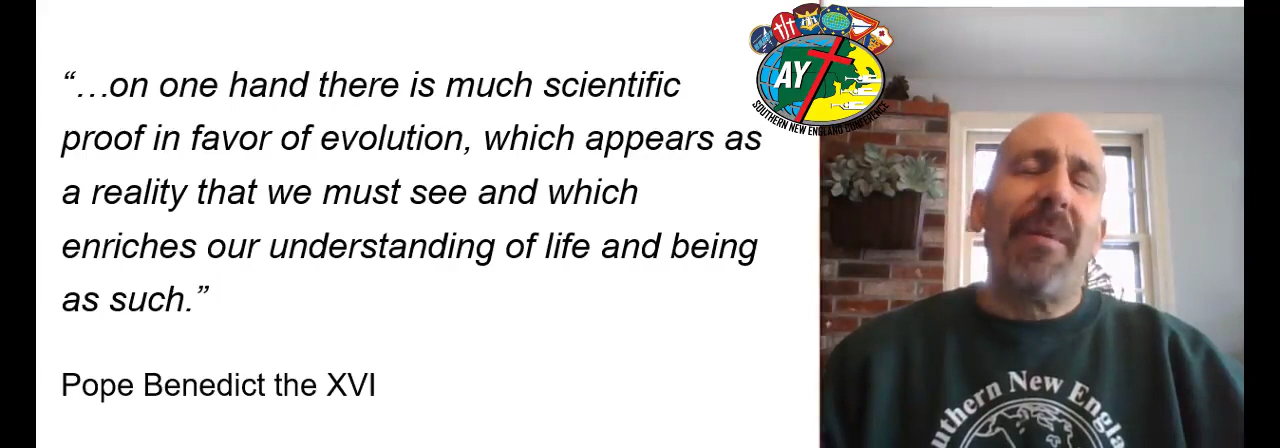 “…on one hand there is much scientific
proof in favor of evolution, which appears as
a reality that we must see and which
enriches our understanding of life and being
as such.”
Pope Benedict the XVI
AY
SOUTHERN NEW ENGLAND CONFERENCE
uthern New Engla